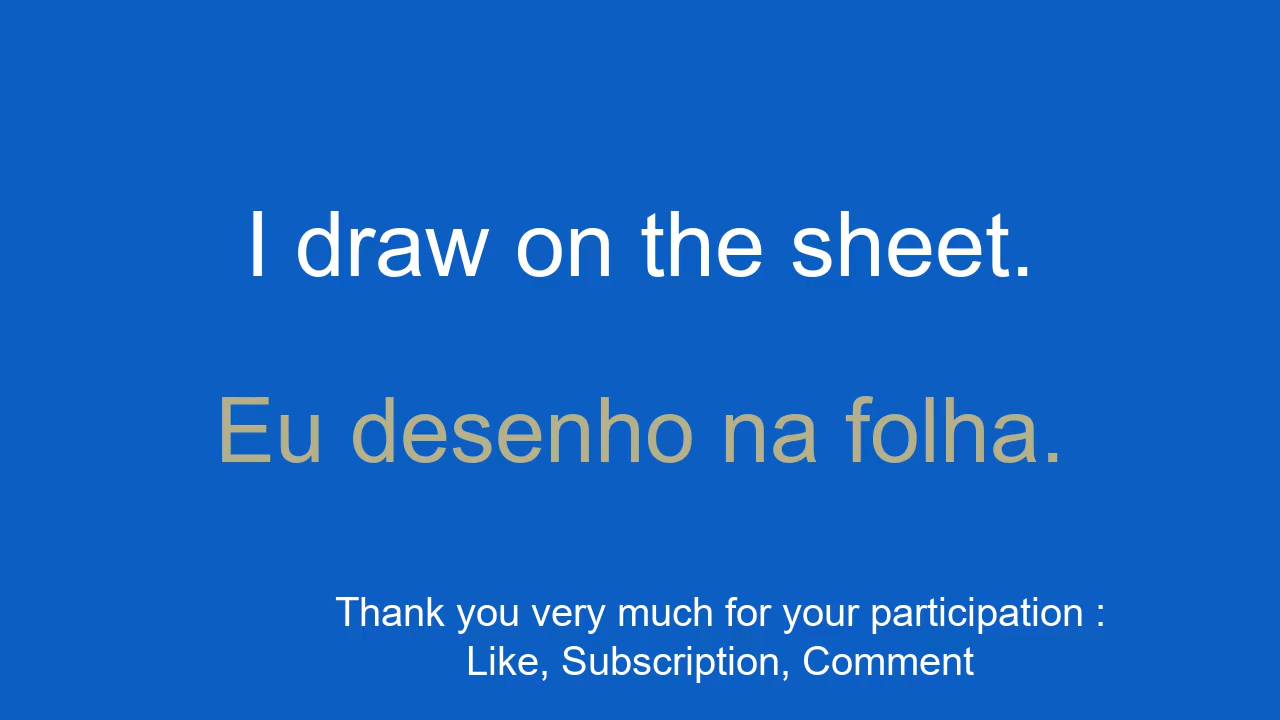 I draw on the sheet.
Eu desenho na folha.
Thank you very much for your participation :
Like, Subscription, Comment